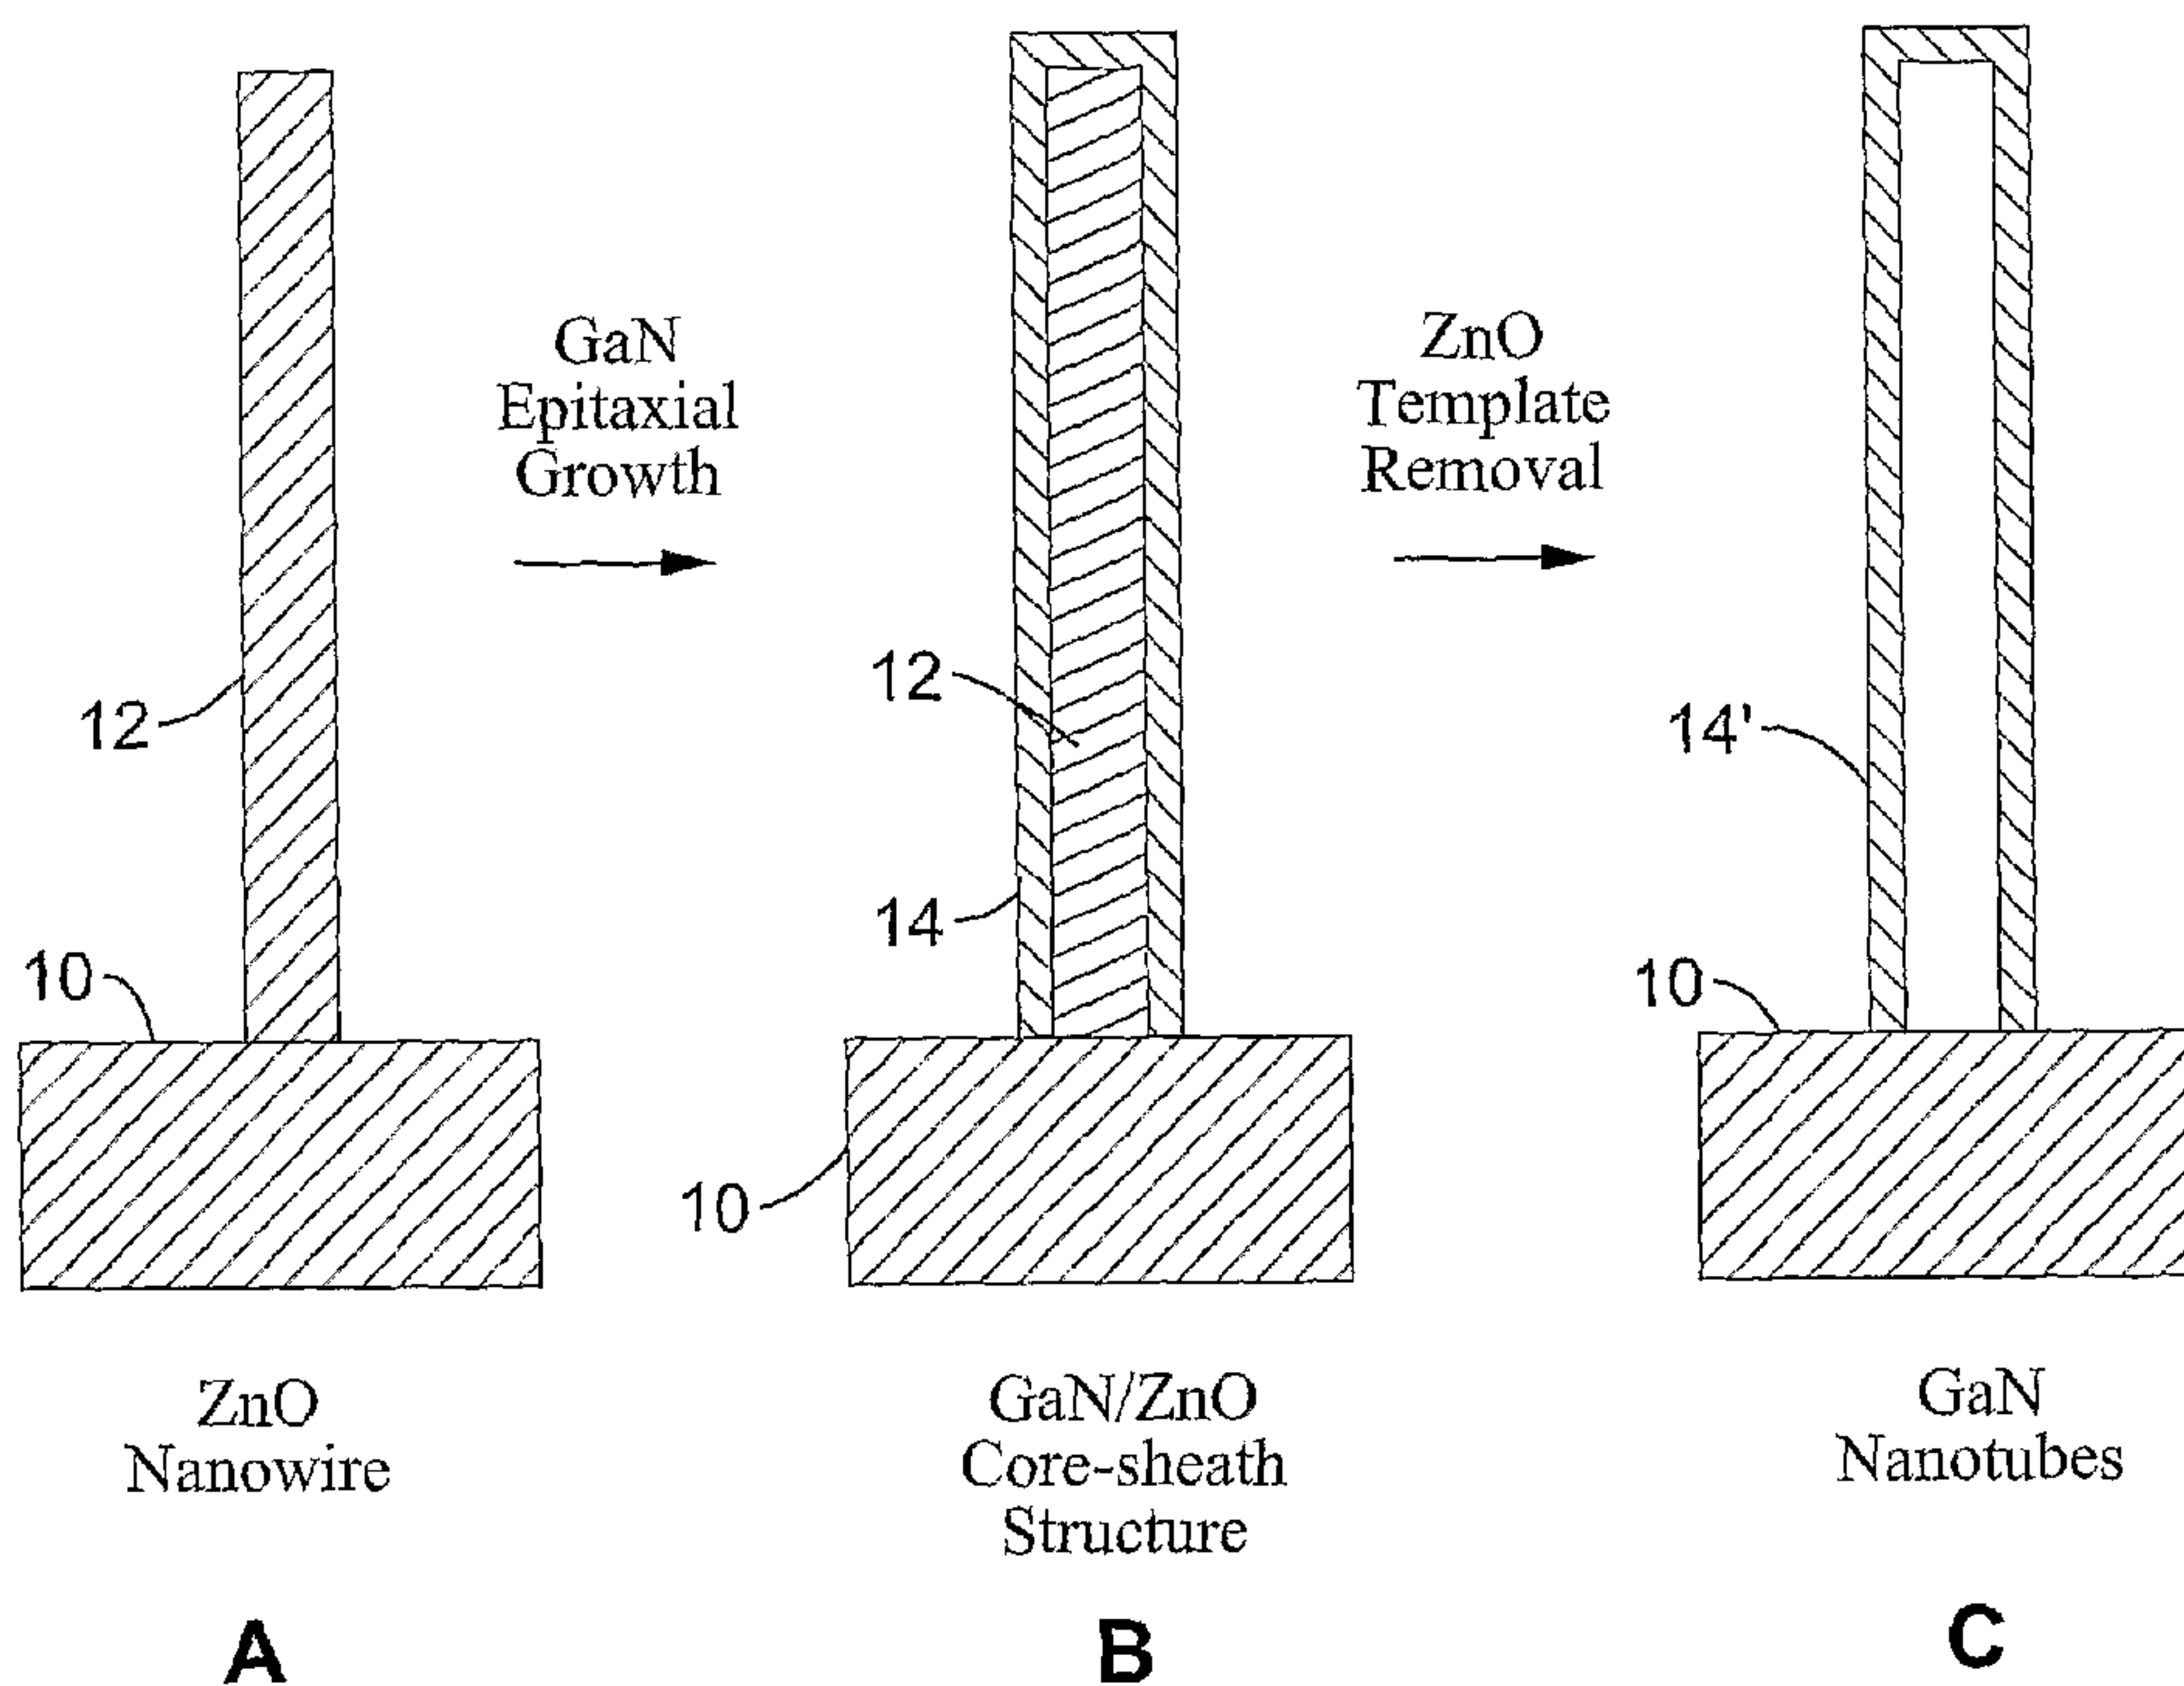 GaN
Epitaxial
Growth
ZnO
Template
Removal
12
12
14'
14
10
10
10
ZnO
Nanowire
GaN/ZnO
Core-sheath
Structure
GaN
Nanotubes
A
B
C